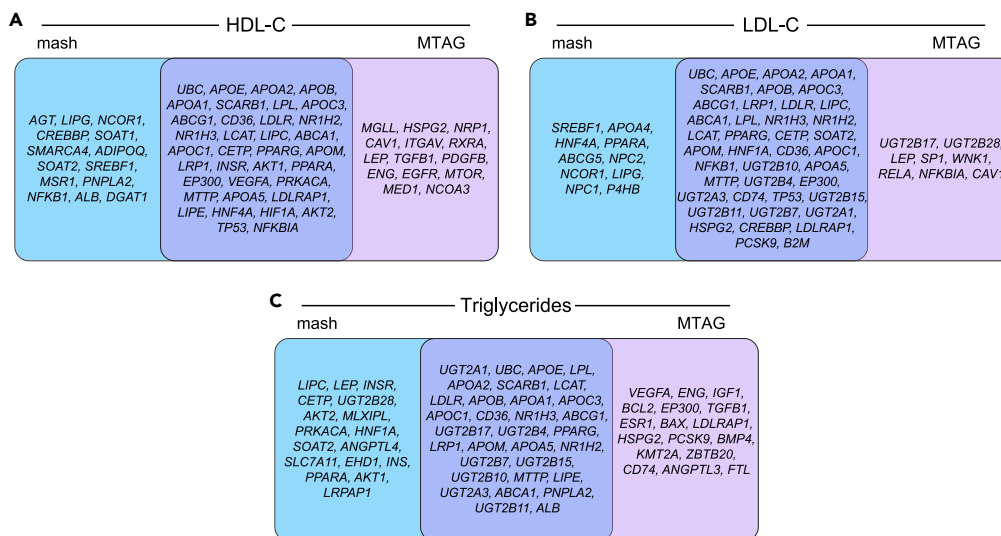 A
HDL-C
mash
MTAG
AGT, LIPG, NCOR1,
CREBBP, SOAT1,
SMARCA4, ADIPOQ,
SOAT2, SREBF1,
MSR1, PNPLA2,
NFKB1, ALB, DGAT1
UBC, APOE, APOA2, APOB,
APOA1, SCARB1, LPL, APOC3,
ABCG1, CD36, LDLR, NR1H2,
NR1H3, LCAT, LIPC, ABCA1,
APOC1, CETP, PPARG, APOM,
LRP1, INSR, AKT1, PPARA,
EP300, VEGFA, PRKACA,
MTTP, APOA5, LDLRAP1,
LIPE, HNF4A, HIF1A, AKT2,
TP53, NFKBIA
MGLL, HSPG2, NRP1,
CAV1, ITGAV, RXRA,
LEP, TGFB1, PDGFB,
ENG, EGFR, MTOR,
MED1, NCOA3
B
LDL-C
mash
MTAG
SREBF1, APOA4,
HNF4A, PPARA,
ABCG5, NPC2,
NCOR1, LIPG,
NPC1, P4HB
UBC, APOE, APOA2, APOA1,
SCARB1, APOB, APOC3,
ABCG1, LRP1, LDLR, LIPC,
ABCA1, LPL, NR1H3, NR1H2,
LCAT, PPARG, CETP, SOAT2,
APOM, HNF1A, CD36, APOC1,
NFKB1, UGT2B10, APOA5,
MTTP, UGT2B4, EP300,
UGT2A3, CD74, TP53, UGT2B15,
UGT2B11, UGT2B7, UGT2A1,
HSPG2, CREBBP, LDLRAP1,
PCSK9, B2M
UGT2B17, UGT2B28,
LEP, SP1, WNK1,
RELA, NFKBIA, CAV1
C
Triglycerides
mash
MTAG
LIPC, LEP, INSR,
CETP, UGT2B28,
AKT2, MLXIPL,
PRKACA, HNF1A,
SOAT2, ANGPTL4,
SLC7A11, EHD1, INS,
PPARA, AKT1,
LRPAP1
UGT2A1, UBC, APOE, LPL,
APOA2, SCARB1, LCAT,
LDLR, APOB, APOA1, APOC3,
APOC1, CD36, NR1H3, ABCG1,
UGT2B17, UGT2B4, PPARG,
LRP1, APOM, APOA5, NR1H2,
UGT2B7, UGT2B15,
UGT2B10, MTTP, LIPE,
UGT2A3, ABCA1, PNPLA2,
UGT2B11, ALB
VEGFA, ENG, IGF1,
BCL2, EP300, TGFB1,
ESR1, BAX, LDLRAP1,
HSPG2, PCSK9, BMP4,
KMT2A, ZBTB20,
CD74, ANGPTL3, FTL